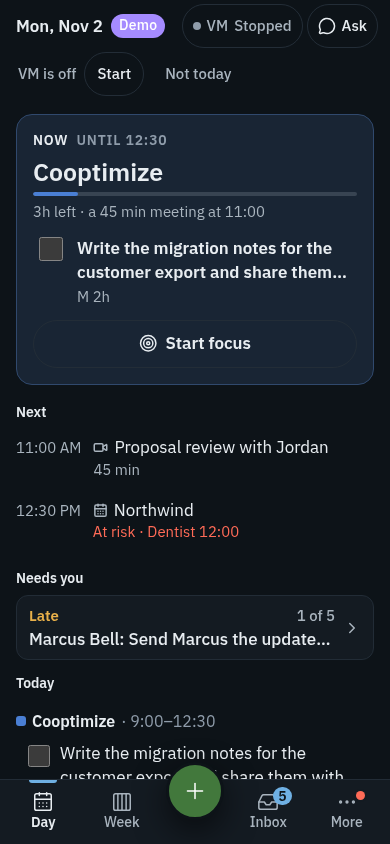 Mon, Nov 2 Demo VM Stopped Ask
VM is off Start Not today
NOW UNTIL 12:30
Cooptimize
3h left · a 45 min meeting at 11:00
Write the migration notes for the
customer export and share them...
M 2h
Start focus
Next
11:00 AM Proposal review with Jordan
45 min
12:30 PM Northwind
At risk · Dentist 12:00
Needs you
Late 1 of 5
Marcus Bell: Send Marcus the update...
Today
Cooptimize · 9:00–12:30
Write the migration notes for the
share them with
Day Week Inbox 5 More